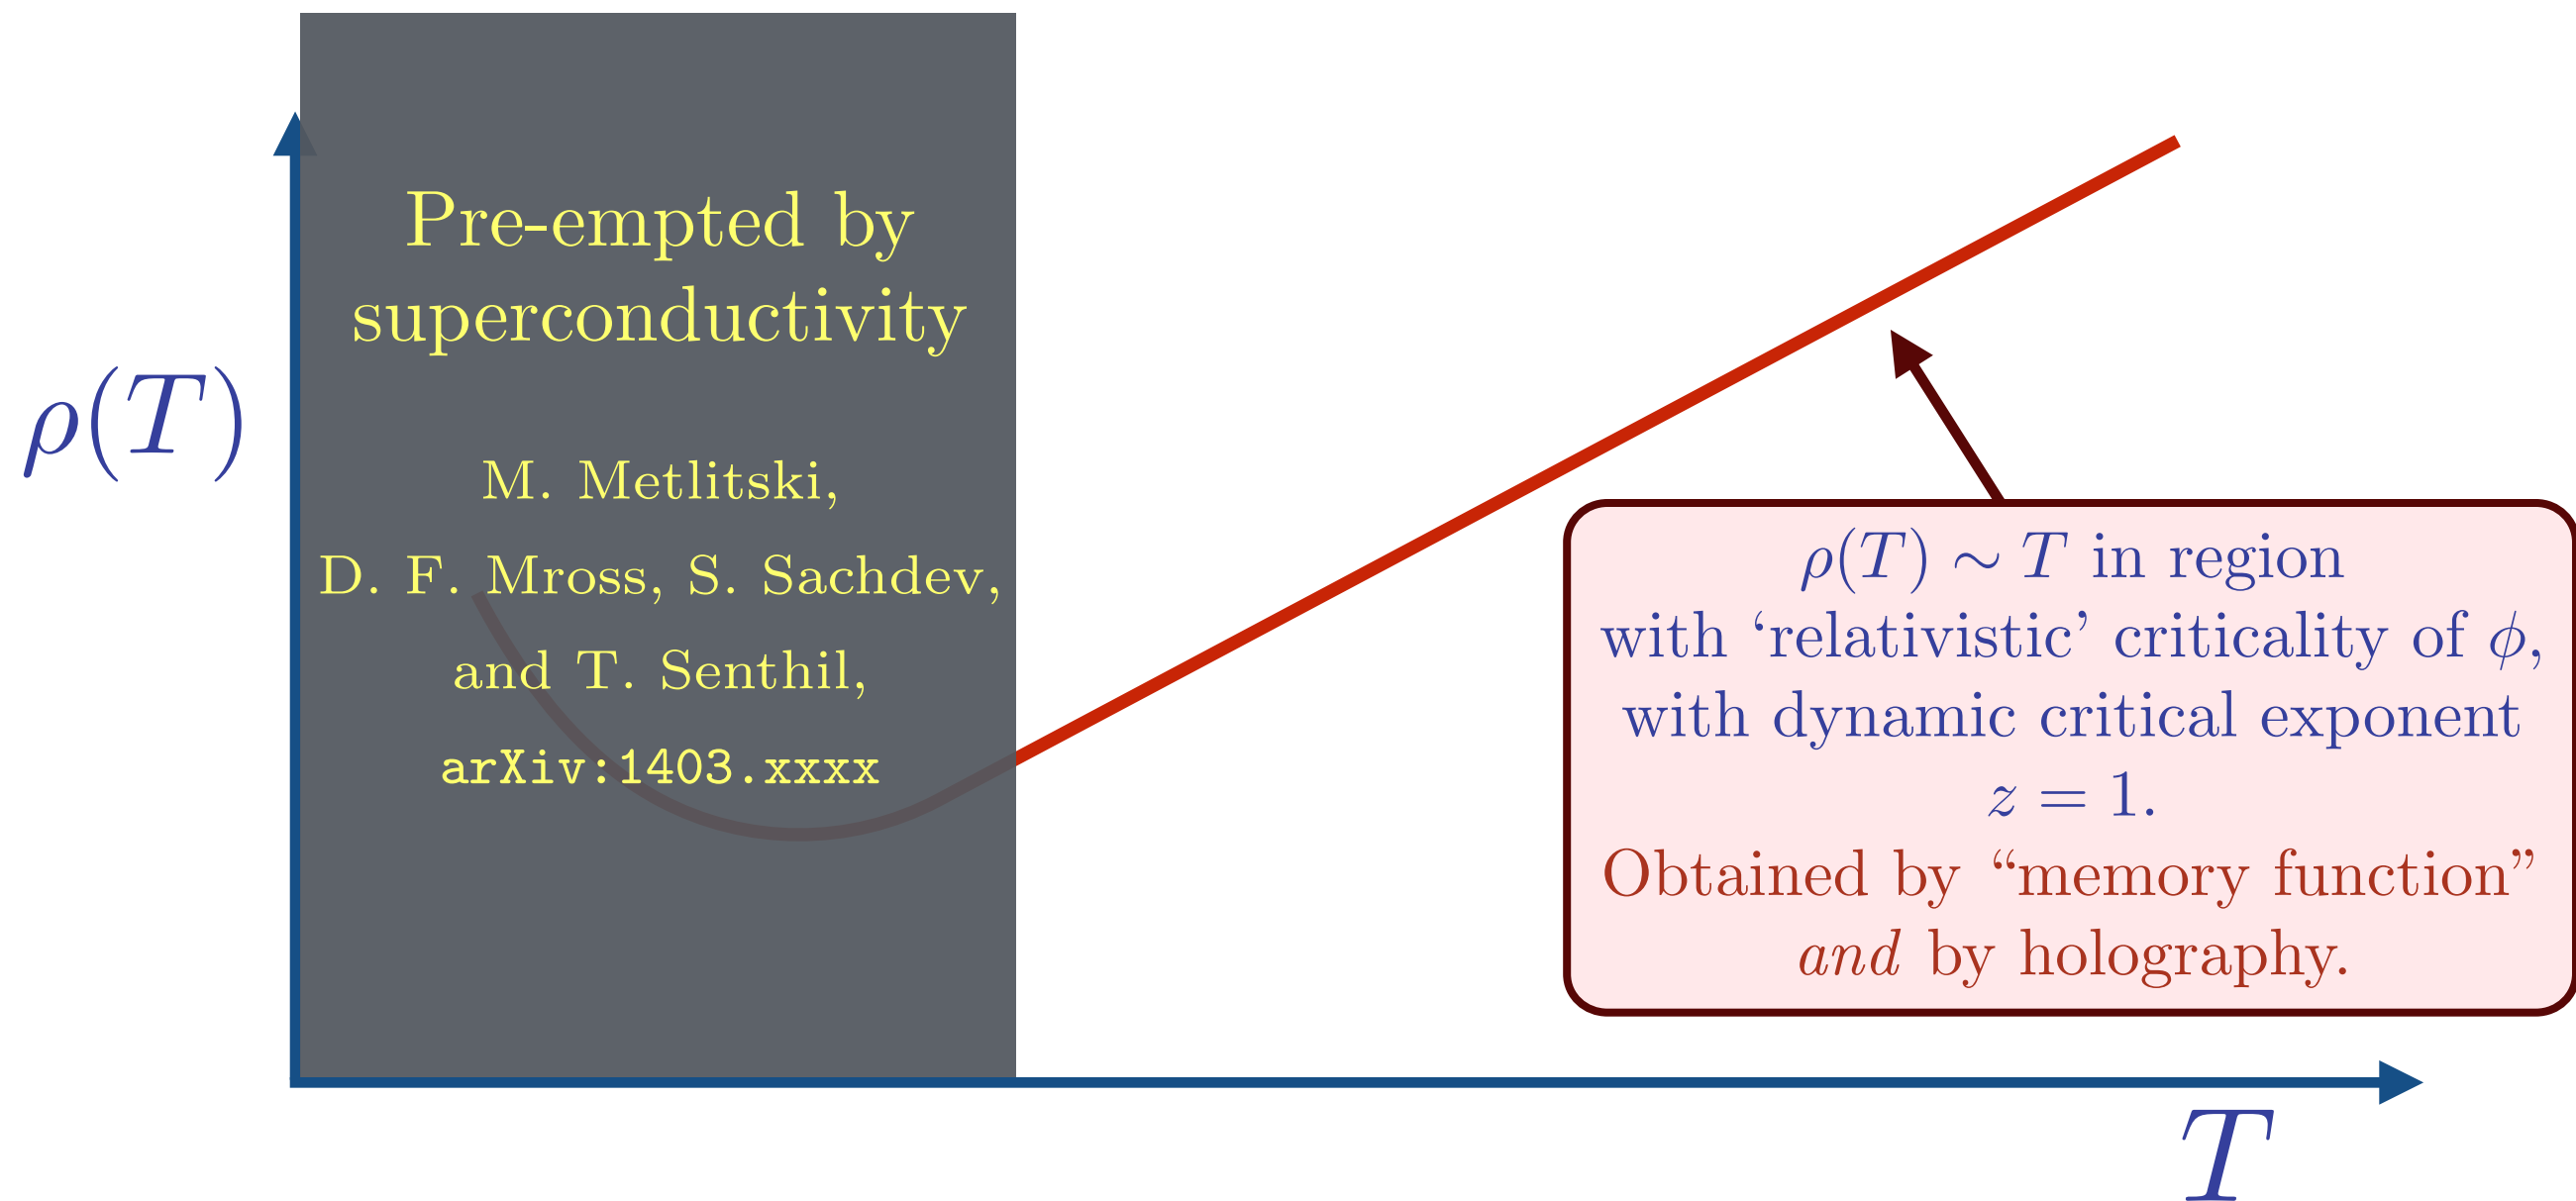 Pre-empted by
superconductivity
M. Metlitski,
D. F. Mross, S. Sachdev,
and T. Senthil,
arXiv:1403.xxxx
ρ(T)
ρ(T) ∼ T in region
with ‘relativistic’ criticality of ϕ,
with dynamic critical exponent
z = 1.
Obtained by “memory function”
and by holography.
T